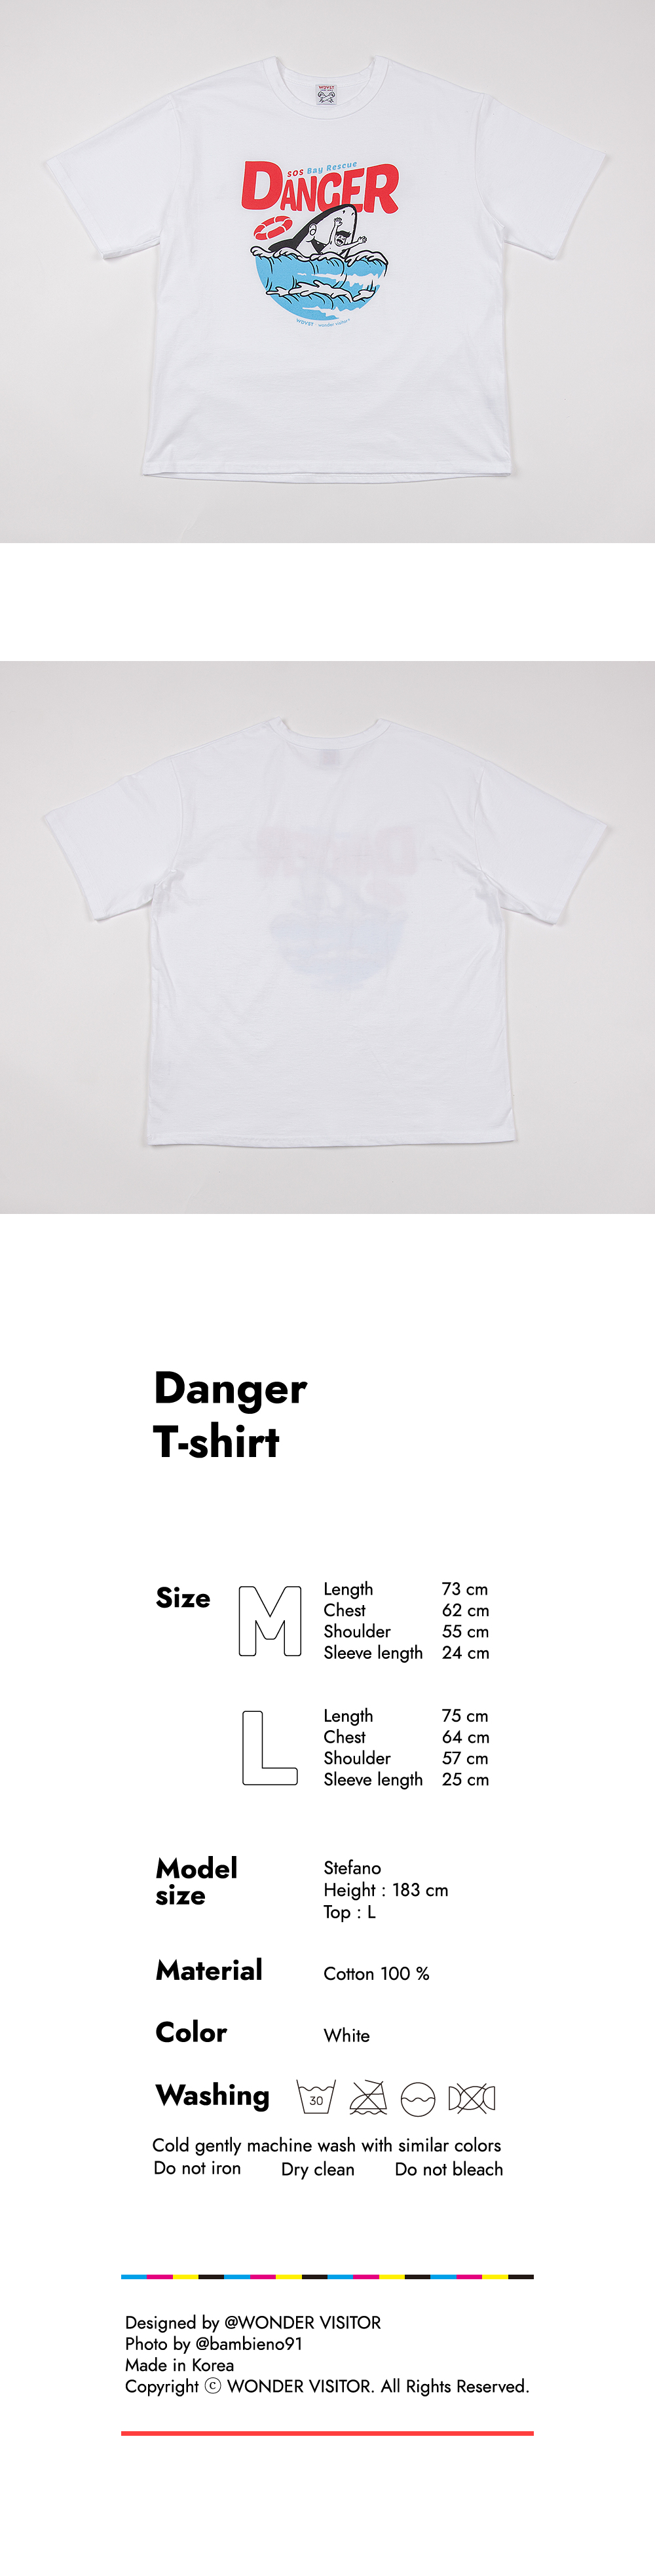 WDVST
SOS Bay Rescue
DANGER
WDVST wonder visitor
Danger
T-shirt
Size
M
Length 73 cm
Chest 62 cm
Shoulder 55 cm
Sleeve length 24 cm
L
Length 75 cm
Chest 64 cm
Shoulder 57 cm
Sleeve length 25 cm
Model
size
Stefano
Height : 183 cm
Top : L
Material Cotton 100 %
Color White
Washing 30
Cold gently machine wash with similar colors
Do not iron Dry clean Do not bleach
Designed by @WONDER VISITOR
Photo by @bambieno91
Made in Korea
Copyright ⓒ WONDER VISITOR. All Rights Reserved.